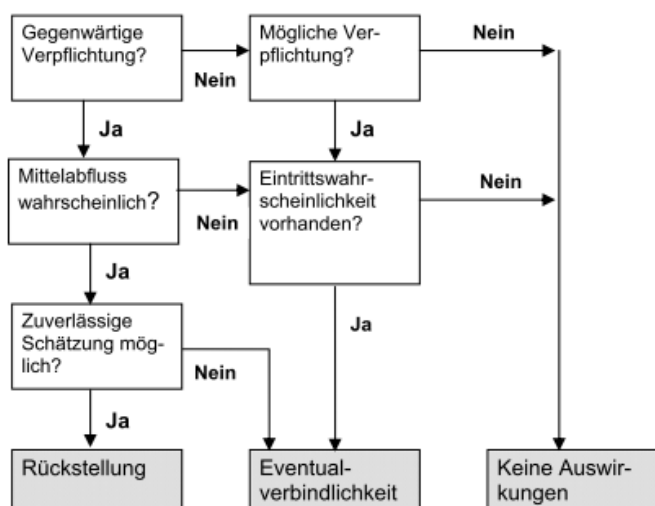 Gegenwärtige
Verpflichtung?
Nein
Mögliche Ver-
pflichtung?
Nein
Ja
Ja
Mittelabfluss
wahrscheinlich?
Nein
Eintrittswahr-
scheinlichkeit
vorhanden?
Nein
Ja
Ja
Zuverlässige
Schätzung mög-
lich?
Nein
Ja
Rückstellung
Eventual-
verbindlichkeit
Keine Auswir-
kungen